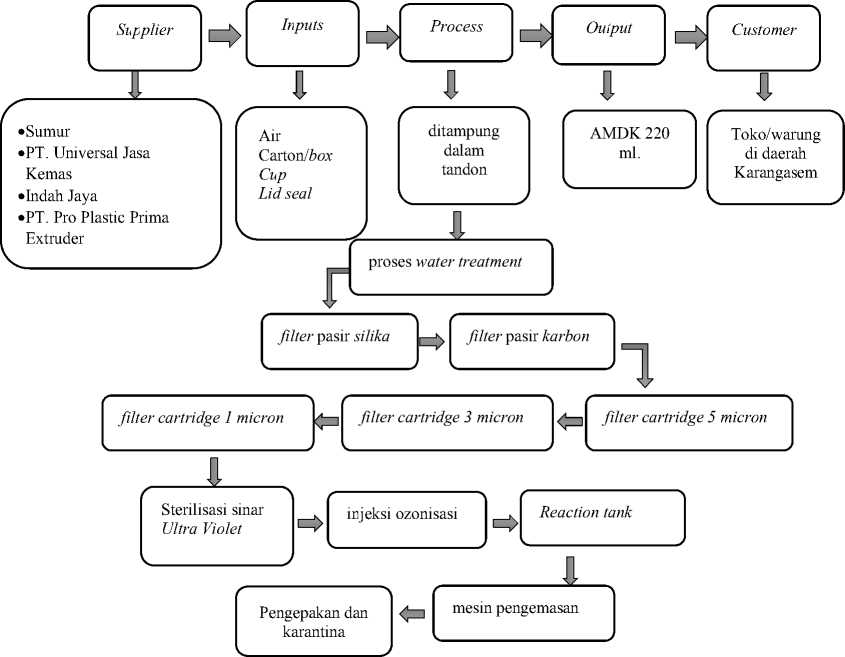 Supplier
Inputs
Process
Output
Customer
•Sumur
•PT. Universal Jasa
Kemas
•Indah Jaya
•PT. Pro Plastic Prima
Extruder
Air
Carton/box
Cup
Lid seal
ditampung
dalam
tandon
AMDK 220
ml.
Toko/warung
di daerah
Karangasem
proses water treatment
filter pasir silika
filter pasir karbon
filter cartridge 1 micron
filter cartridge 3 micron
filter cartridge 5 micron
Sterilisasi sinar
Ultra Violet
injeksi ozonisasi
Reaction tank
Pengepakan dan
karantina
mesin pengemasan